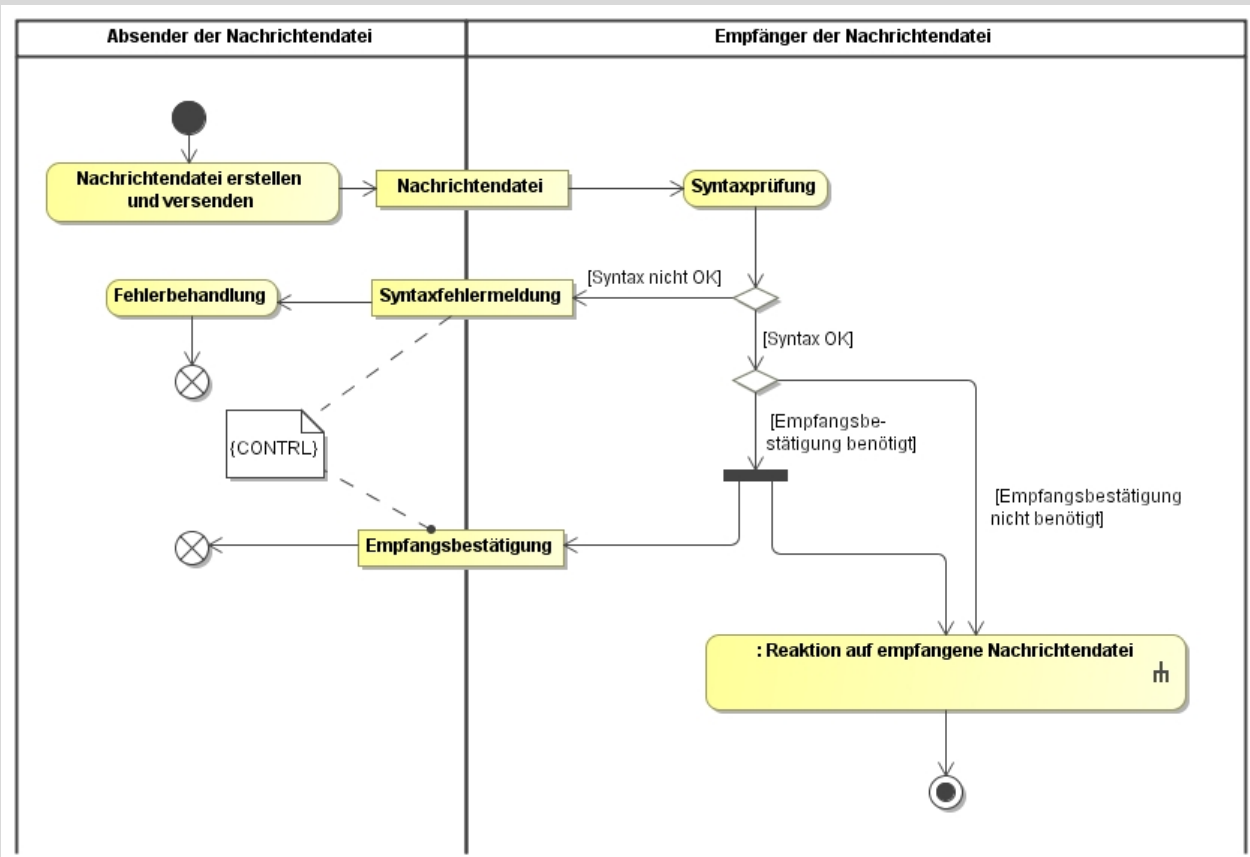 Absender der Nachrichtendatei
Empfänger der Nachrichtendatei
Nachrichtendatei erstellen
und versenden
Nachrichtendatei
Syntaxprüfung
Fehlerbehandlung
Syntaxfehlermeldung
[Syntax nicht OK]
[Syntax OK]
{CONTRL}
[Empfangsbe-
stätigung benötigt]
[Empfangsbestätigung
nicht benötigt]
Empfangsbestätigung
: Reaktion auf empfangene Nachrichtendatei